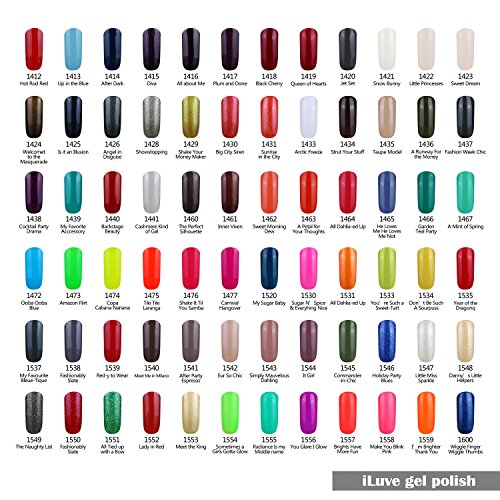 1412 1413 1414 1415 1416 1417 1418 1419 1420 1421 1422 1423
Hot Rod Red Up in the Blue After Dark Diva All about Me Plum and Done Black Cherry Queen of Hearts Jet Set Snow Bunny Little Princesses Sweet Dream
1424 1425 1426 1428 1429 1430 1431 1433 1434 1435 1436 1437
Welcomet Is it an Illusion Angel in Showstopping Shake Your Big City Siren Sunrise Arctic Freeze Strut Your Stuff Taupe Model A Runway For Fashion Week Chic
to the Disguise Money Maker in the City the Money
Masquerade
1438 1439 1440 1441 1460 1461 1462 1463 1464 1465 1466 1467
Cocktail Party My Favorite Backstage Cashmere Kind The Perfect Inner Vixen Sweet Morning A Petal for All Dahlia-ed Up He Loves Garden A Mint of Spring
Drama Accessory Beauty of Gal Silhouette Dew Your Thoughts Me He Loves Teat Party
Me Not
1472 1473 1474 1475 1476 1477 1520 1530 1531 1533 1534 1535
Ooba Ooba Amazon Flirt Copa Tiki Tiki Shake It Til Carnival My Sugar Baby Sugar N' Spice All Dahlia-ed You're Such a Don't Be Such Year of the
Blue Cabana Nanana Laranga You Samba Hangover & Everything Nice Up Sweet-Tart A Sourpuss Dragong
1537 1538 1539 1540 1541 1542 1543 1544 1545 1546 1547 1548
My Favourite Fashionably Red-y to Wear Meet Me in Milano After Party Eur So Chic Simply Mauvelous It Girl Commander Holiday Party Little Miss Danny's Little
Bleue-Tique Slate Espresso Dahling -in-Chic Blues Sparkle Helpers
1549 1550 1551 1552 1553 1554 1555 1556 1557 1558 1559 1600
The Naughty List Fashionably All Tied up Lady in Red Meet the King Sometimeg a Radiance Is my You Glare I Glow Brights Have Make You Blink I'm Brighter Wiggle Fingger
Slate with a Bow Girls Gotta Glow Middle name More Fun Pink Than You Wiggle Thumbs
iLuve gel polish